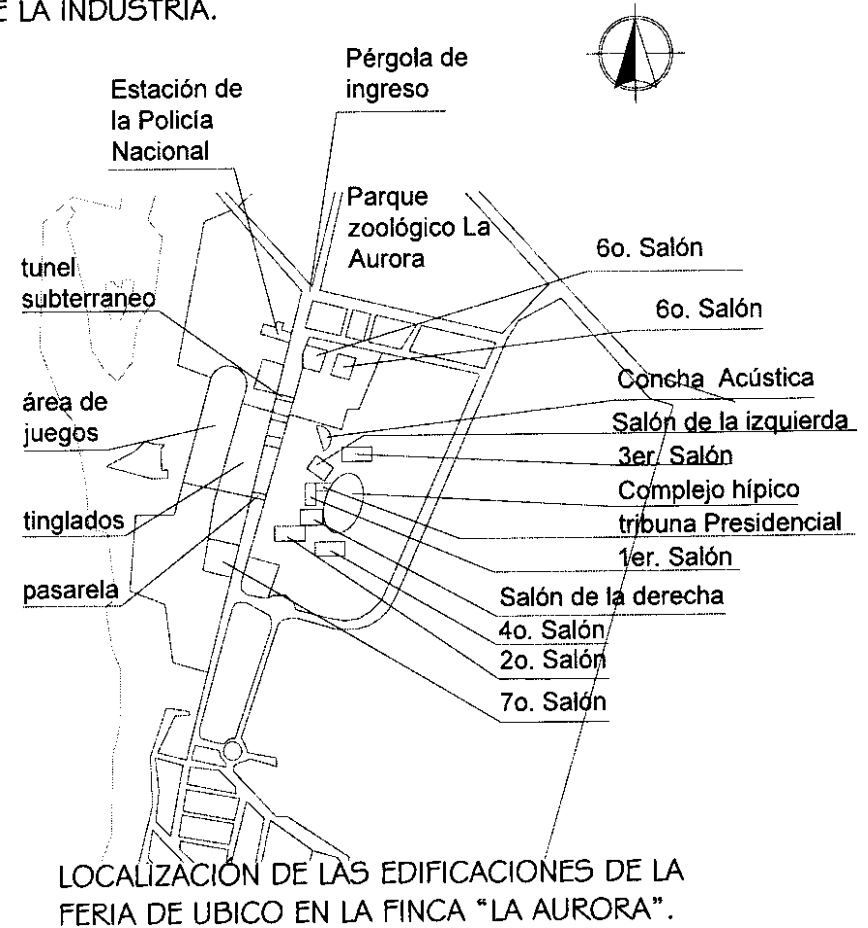 E LA INDUSTRIA.
Pérgola de
ingreso
Estación de
la Policía
Nacional
Parque
zoológico La
Aurora
6o. Salón
tunel
subterraneo
6o. Salón
Concha Acústica
área de
juegos
Salón de la izquierda
3er. Salón
Complejo hípico
tinglados
tribuna Presidencial
1er. Salón
pasarela
Salón de la derecha
4o. Salón
2o. Salón
7o. Salón
LOCALIZACIÓN DE LAS EDIFICACIONES DE LA
FERIA DE UBICO EN LA FINCA “LA AURORA”.